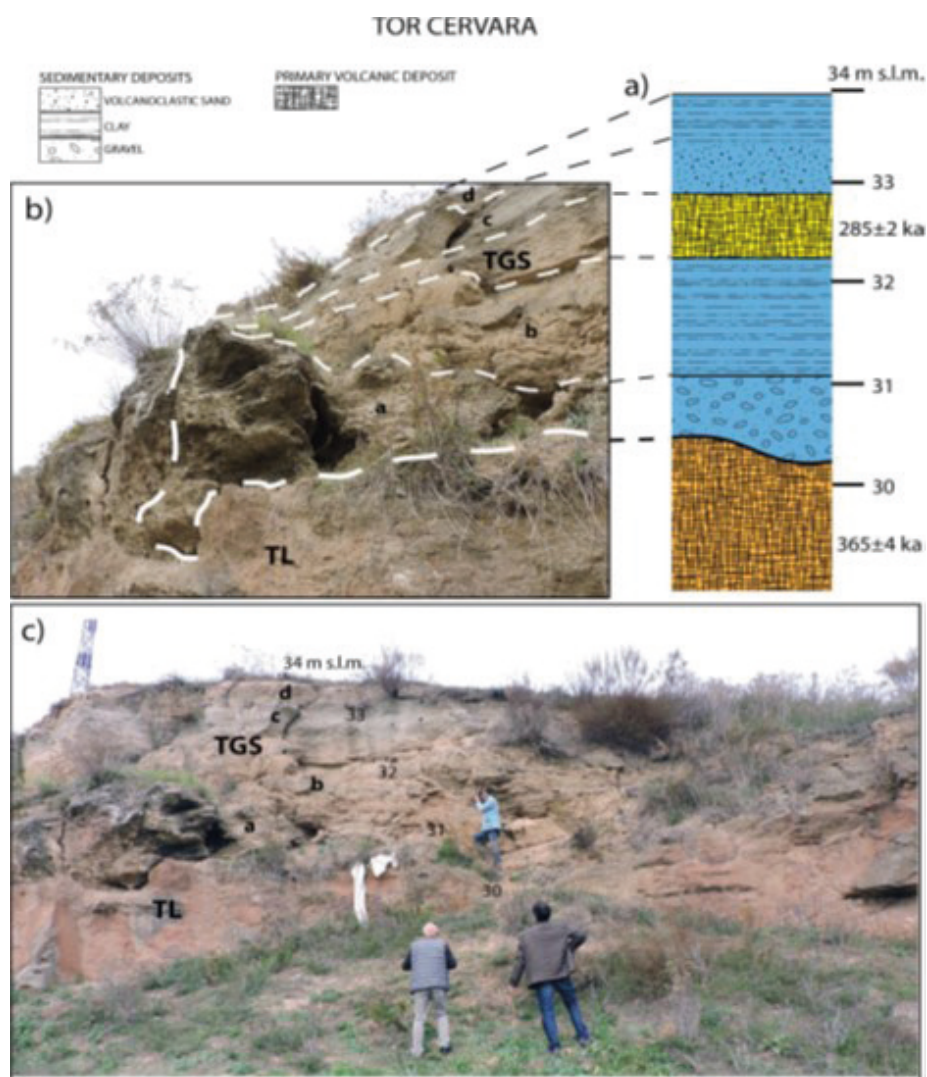 TOR CERVARA
SEDIMENTARY DEPOSITS
VOLCANOCLASTIC SAND
CLAY
GRAVEL
PRIMARY VOLCANIC DEPOSIT
a)
34 m s.l.m.
33
285±2 ka
32
31
30
365±4 ka
b)
d
c
TGS
b
a
TL
c)
34 m s.l.m.
d
c
33
TGS
32
b
a
31
TL
30